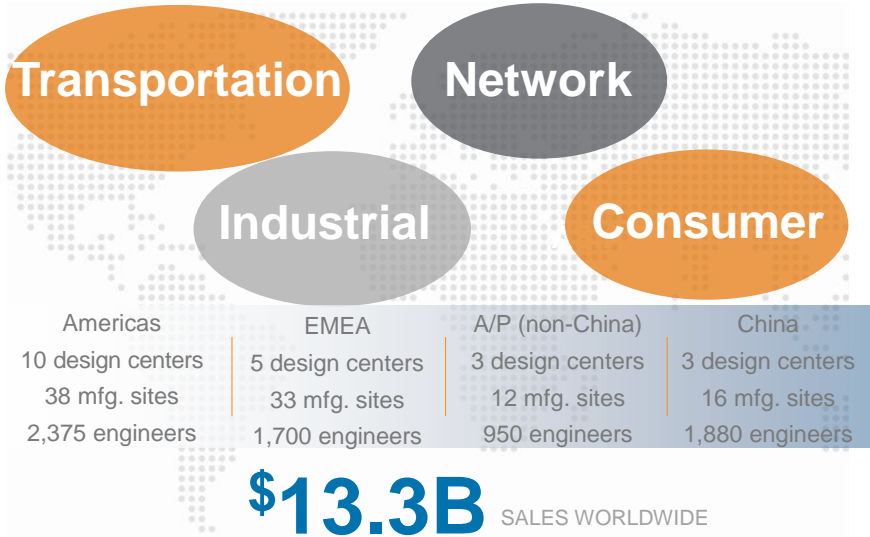 Transportation
Network
Industrial
Consumer
Americas
10 design centers
38 mfg. sites
2,375 engineers
EMEA
5 design centers
33 mfg. sites
1,700 engineers
A/P (non-China)
3 design centers
12 mfg. sites
950 engineers
China
3 design centers
16 mfg. sites
1,880 engineers
$13.3B SALES WORLDWIDE